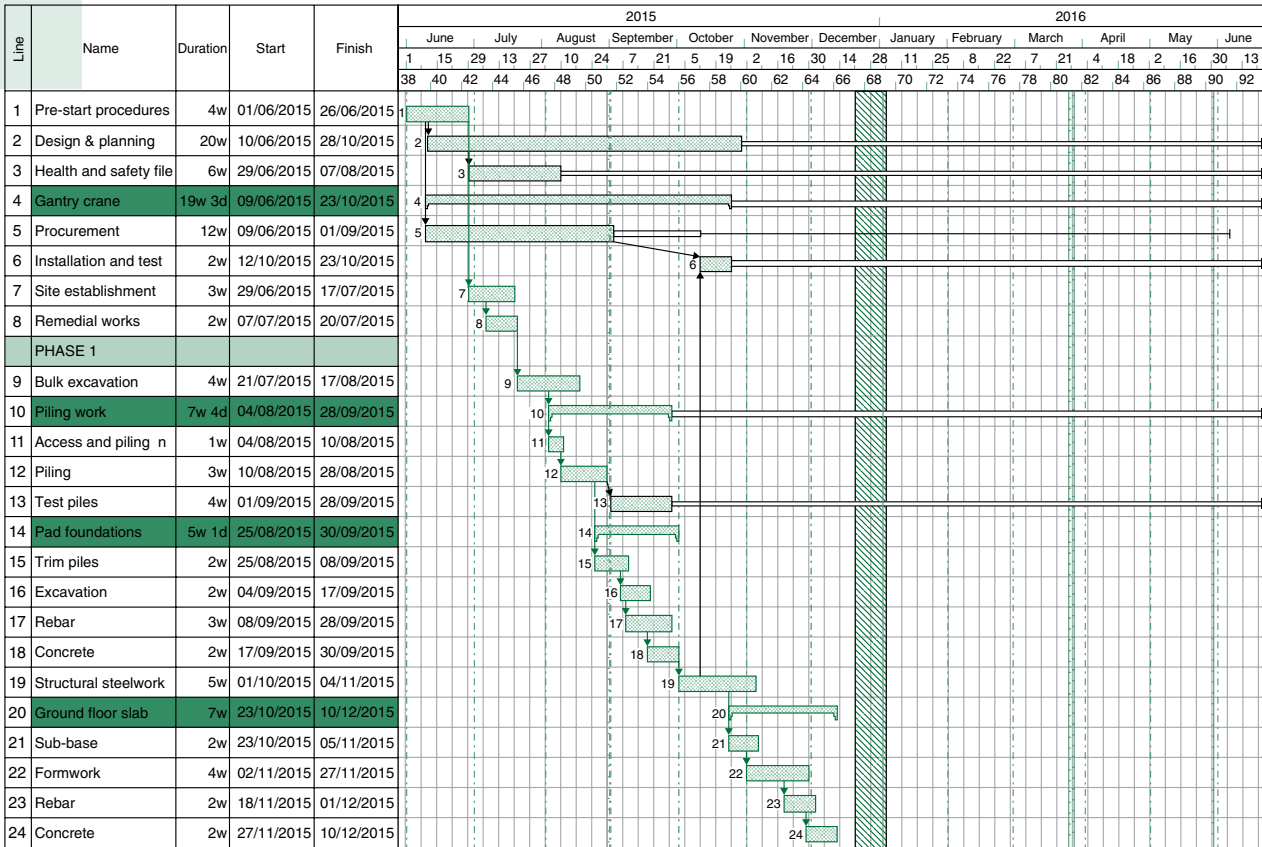 Line Name Duration Start Finish
2015 2016
June July August September October November December January February March April May June
1 15 29 13 27 10 24 7 21 5 19 2 16 30 14 28 11 25 8 22 7 21 4 18 2 16 30 13
38 40 42 44 46 48 50 52 54 56 58 60 62 64 66 68 70 72 74 76 78 80 82 84 86 88 90 92
1 Pre-start procedures 4w 01/06/2015 26/06/2015 1
2 Design & planning 20w 10/06/2015 28/10/2015 2
3 Health and safety file 6w 29/06/2015 07/08/2015 3
4 Gantry crane 19w 3d 09/06/2015 23/10/2015 4
5 Procurement 12w 09/06/2015 01/09/2015 5
6 Installation and test 2w 12/10/2015 23/10/2015 6
7 Site establishment 3w 29/06/2015 17/07/2015 7
8 Remedial works 2w 07/07/2015 20/07/2015 8
PHASE 1
9 Bulk excavation 4w 21/07/2015 17/08/2015 9
10 Piling work 7w 4d 04/08/2015 28/09/2015 10
11 Access and piling n 1w 04/08/2015 10/08/2015 11
12 Piling 3w 10/08/2015 28/08/2015 12
13 Test piles 4w 01/09/2015 28/09/2015 13
14 Pad foundations 5w 1d 25/08/2015 30/09/2015 14
15 Trim piles 2w 25/08/2015 08/09/2015 15
16 Excavation 2w 04/09/2015 17/09/2015 16
17 Rebar 3w 08/09/2015 28/09/2015 17
18 Concrete 2w 17/09/2015 30/09/2015 18
19 Structural steelwork 5w 01/10/2015 04/11/2015 19
20 Ground floor slab 7w 23/10/2015 10/12/2015 20
21 Sub-base 2w 23/10/2015 05/11/2015 21
22 Formwork 4w 02/11/2015 27/11/2015 22
23 Rebar 2w 18/11/2015 01/12/2015 23
24 Concrete 2w 27/11/2015 10/12/2015 24